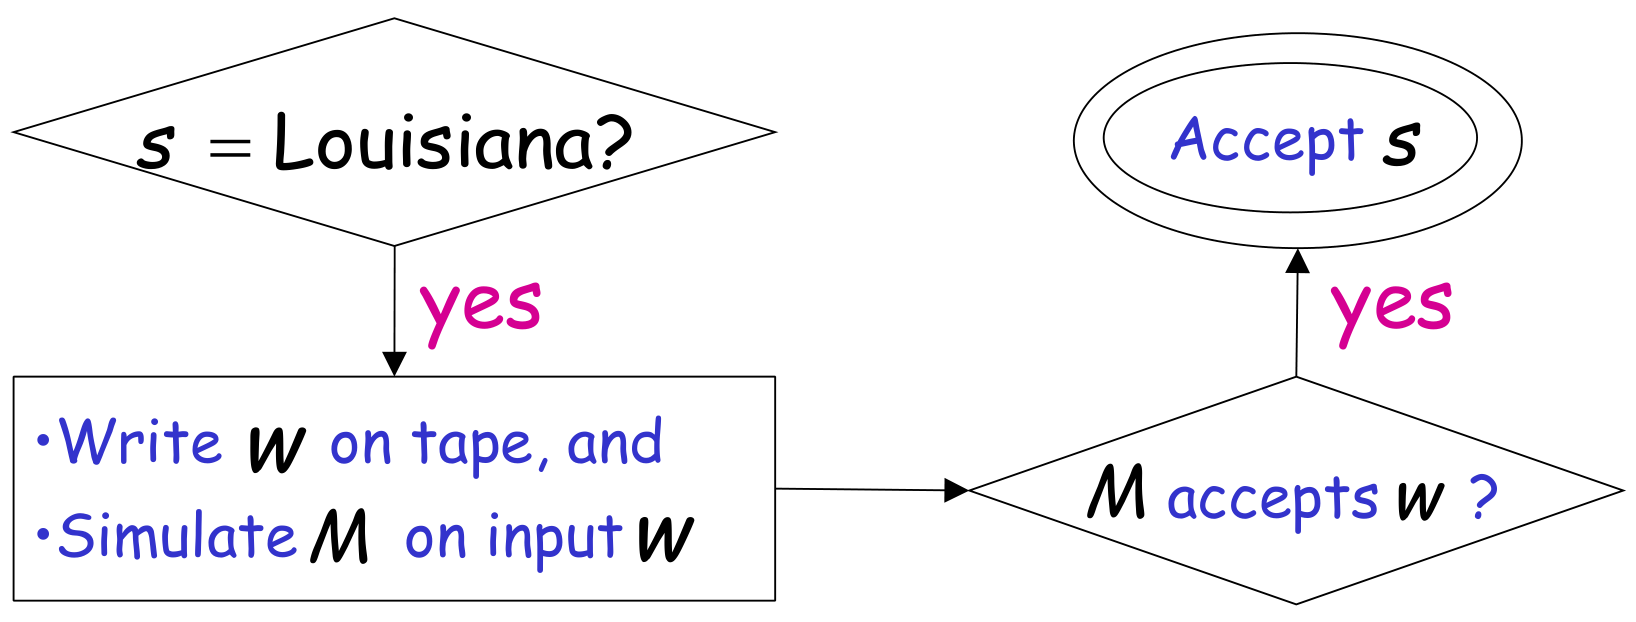 s = Louisiana?
yes
•Write w on tape, and
•Simulate M on input w
M accepts w ?
yes
Accept s